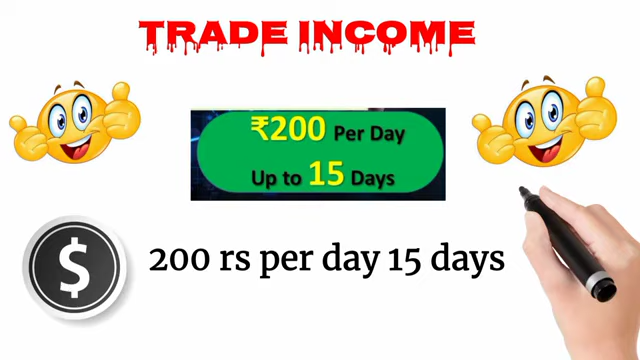 TRADE INCOME
₹200 Per Day
Up to 15 Days
$
200 rs per day 15 days